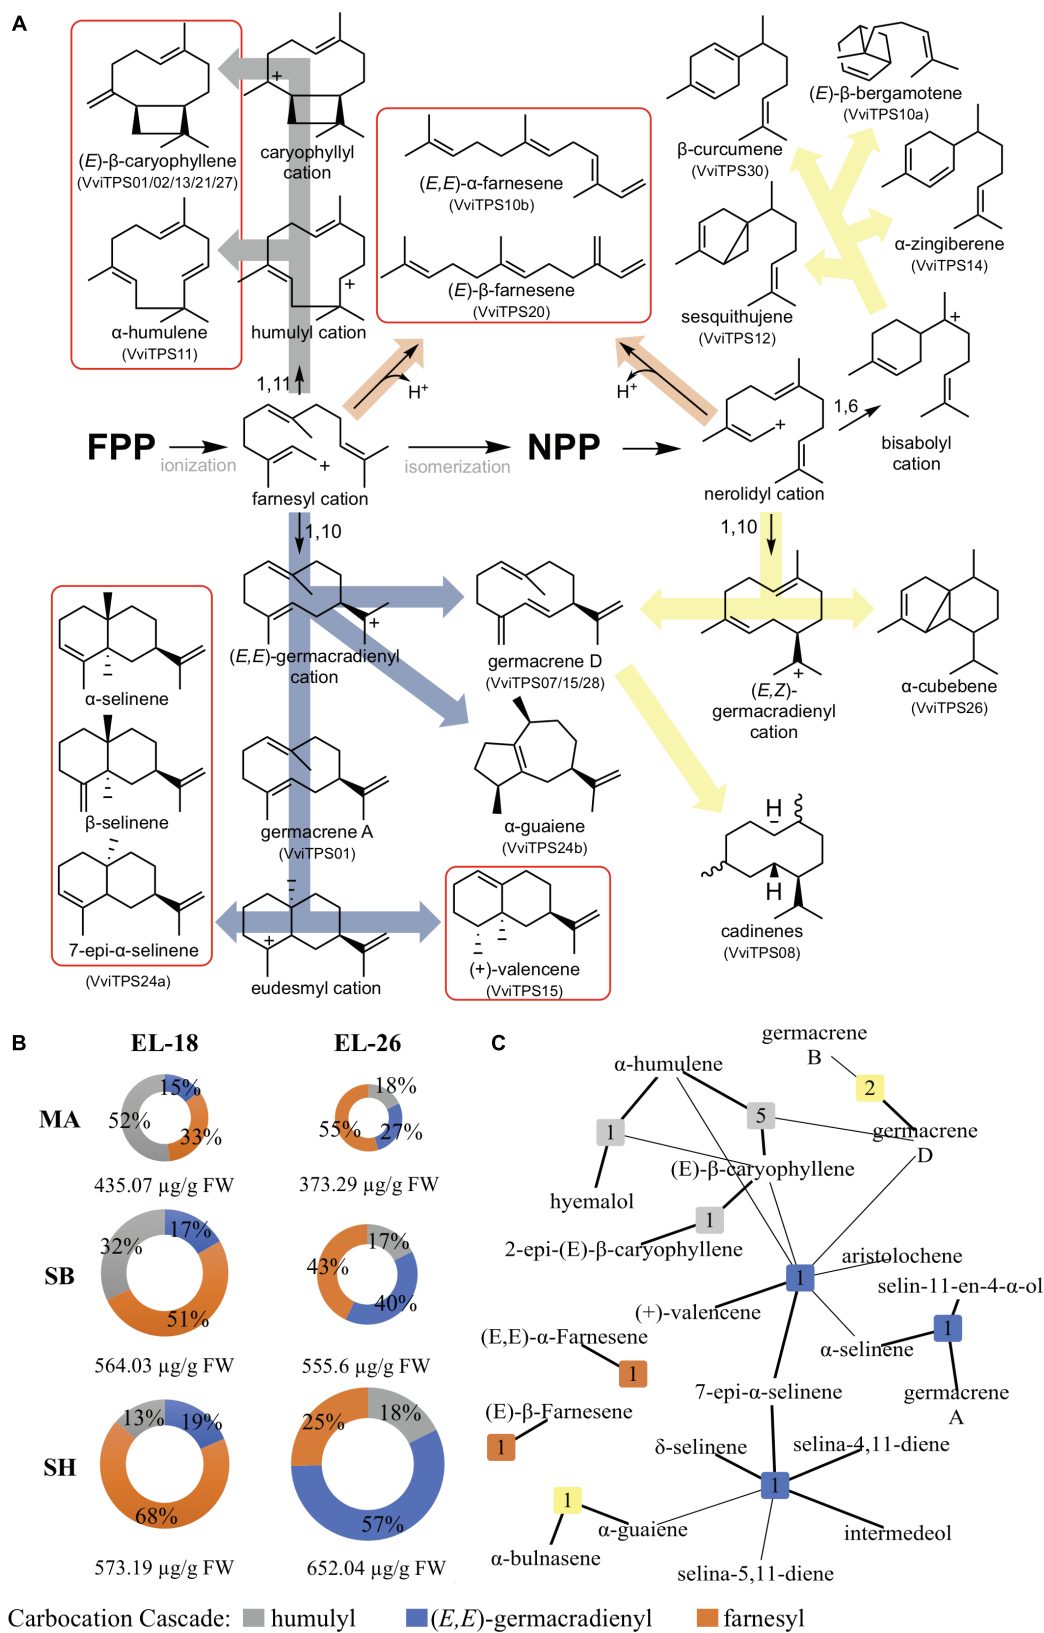 A
(E)-β-caryophyllene
(VviTPS01/02/13/21/27)
+
caryophyllyl
cation
α-humulene
(VviTPS11)
+
humulyl cation
(E,E)-α-farnesene
(VviTPS10b)
(E)-β-farnesene
(VviTPS20)
β-curcumene
(VviTPS30)
(E)-β-bergamotene
(VviTPS10a)
α-zingiberene
(VviTPS14)
sesquithujene
(VviTPS12)
+
bisabolyl
cation
1,11
H+
H+
1,6
FPP
ionization
+
farnesyl cation
isomerization
NPP
+
nerolidyl cation
1,10
1,10
+
(E,E)-germacradienyl
cation
germacrene D
(VviTPS07/15/28)
+
(E,Z)-
germacradienyl
cation
α-cubebene
(VviTPS26)
α-selinene
β-selinene
7-epi-α-selinene
(VviTPS24a)
germacrene A
(VviTPS01)
α-guaiene
(VviTPS24b)
+
eudesmyl cation
(+)-valencene
(VviTPS15)
H
H
cadinenes
(VviTPS08)
B
EL-18
EL-26
MA
15%
52%
33%
435.07 µg/g FW
18%
55%
27%
373.29 µg/g FW
SB
17%
32%
51%
564.03 µg/g FW
17%
43%
40%
555.6 µg/g FW
SH
13%
19%
68%
573.19 µg/g FW
25%
18%
57%
652.04 µg/g FW
C
germacrene
B
2
α-humulene
5
1
germacrene
D
(E)-β-caryophyllene
hyemalol
1
2-epi-(E)-β-caryophyllene
aristolochene
1
selin-11-en-4-α-ol
(+)-valencene
(E,E)-α-Farnesene
1
α-selinene
1
7-epi-α-selinene
germacrene
A
(E)-β-Farnesene
1
δ-selinene
selina-4,11-diene
1
1
α-guaiene
intermedeol
α-bulnasene
selina-5,11-diene
Carbocation Cascade: humulyl (E,E)-germacradienyl farnesyl